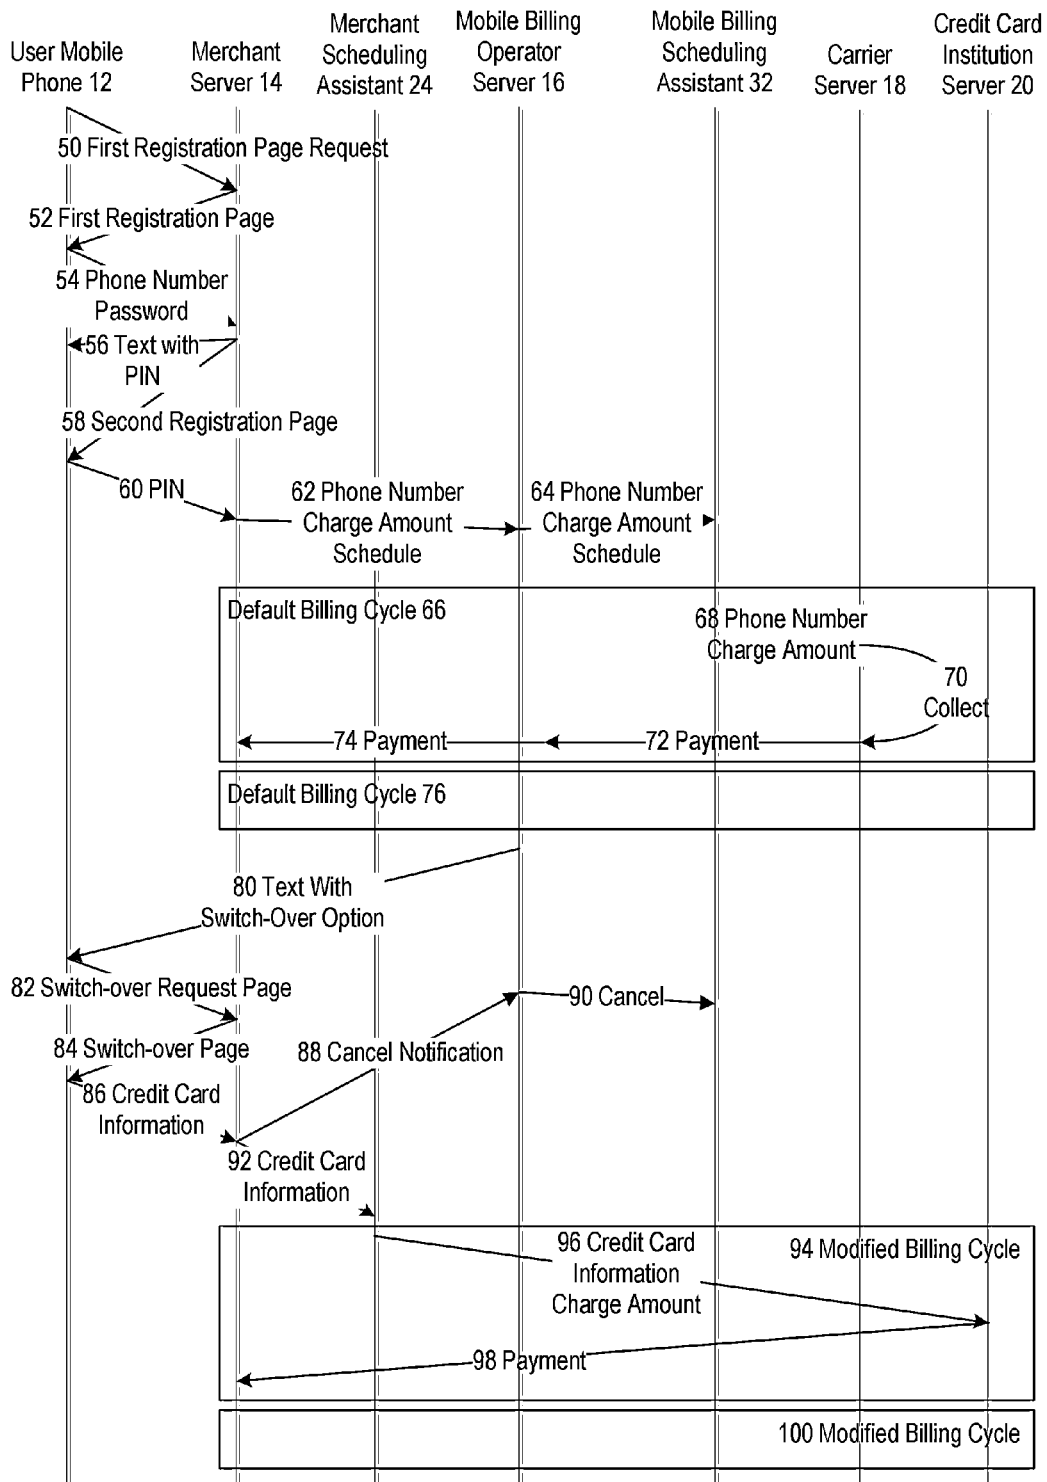 User Mobile
Phone 12
Merchant
Server 14
Merchant
Scheduling
Assistant 24
Mobile Billing
Operator
Server 16
Mobile Billing
Scheduling
Assistant 32
Carrier
Server 18
Credit Card
Institution
Server 20
50 First Registration Page Request
52 First Registration Page
54 Phone Number
Password
56 Text with
PIN
58 Second Registration Page
60 PIN
62 Phone Number
Charge Amount
Schedule
64 Phone Number
Charge Amount
Schedule
Default Billing Cycle 66
68 Phone Number
Charge Amount
70
Collect
72 Payment
74 Payment
Default Billing Cycle 76
80 Text With
Switch-Over Option
82 Switch-over Request Page
84 Switch-over Page
86 Credit Card
Information
88 Cancel Notification
90 Cancel
92 Credit Card
Information
94 Modified Billing Cycle
96 Credit Card
Information
Charge Amount
98 Payment
100 Modified Billing Cycle